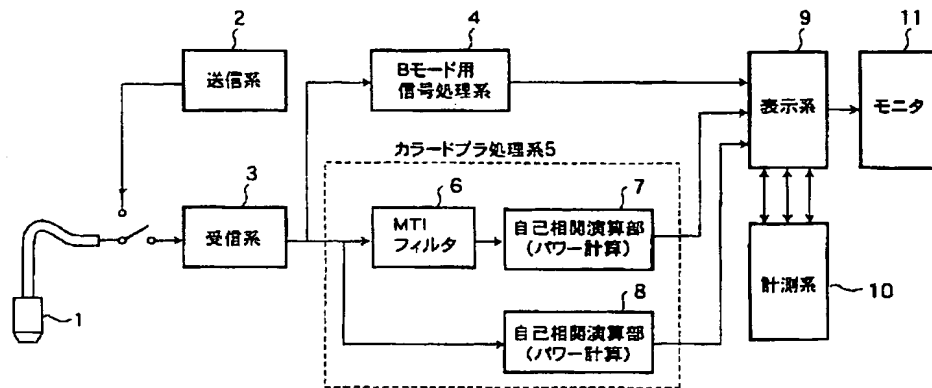 2
送信系
4
Bモード用
信号処理系
9
表示系
11
モニタ
カラードプラ処理系5
3
受信系
6
MTI
フィルタ
7
自己相関演算部
(パワー計算)
8
自己相関演算部
(パワー計算)
計測系
10
1